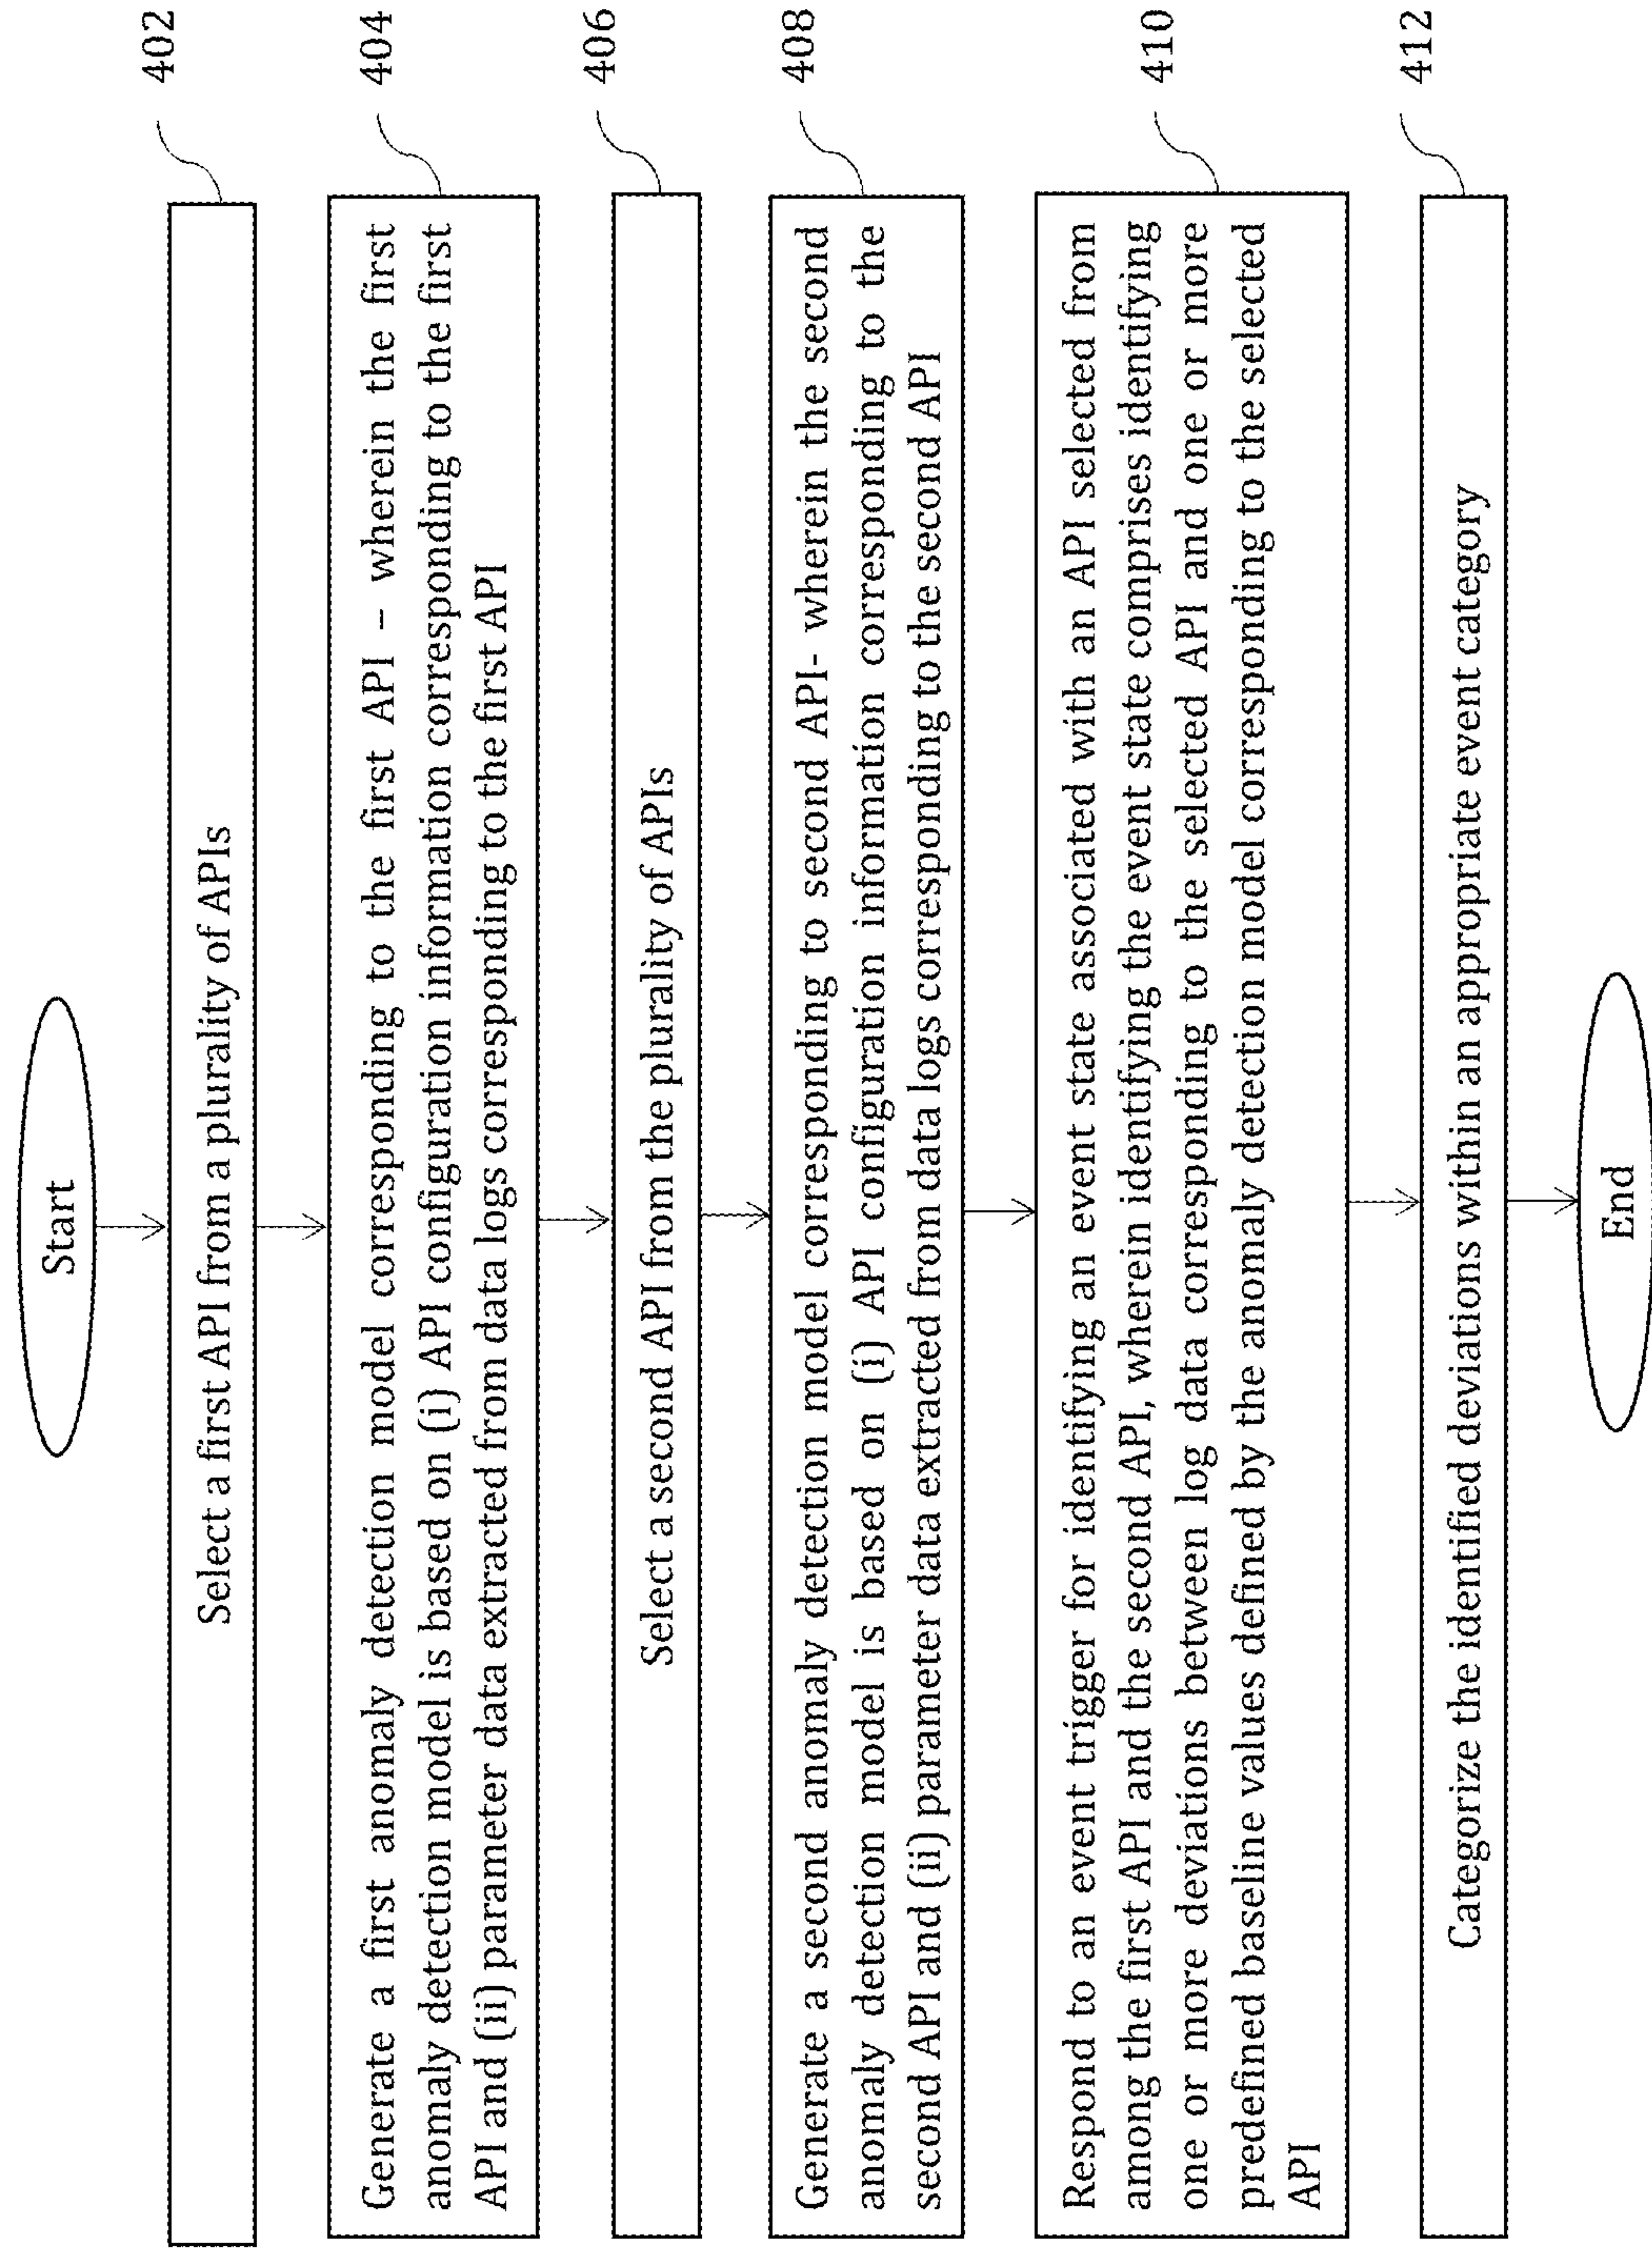 Start
402
Select a first API from a plurality of APIs
404
Generate a first anomaly detection model corresponding to the first API – wherein the first
anomaly detection model is based on (i) API configuration information corresponding to the first
API and (ii) parameter data extracted from data logs corresponding to the first API
406
Select a second API from the plurality of APIs
408
Generate a second anomaly detection model corresponding to second API- wherein the second
anomaly detection model is based on (i) API configuration information corresponding to the
second API and (ii) parameter data extracted from data logs corresponding to the second API
410
Respond to an event trigger for identifying an event state associated with an API selected from
among the first API and the second API, wherein identifying the event state comprises identifying
one or more deviations between log data corresponding to the selected API and one or more
predefined baseline values defined by the anomaly detection model corresponding to the selected
API
412
Categorize the identified deviations within an appropriate event category
End